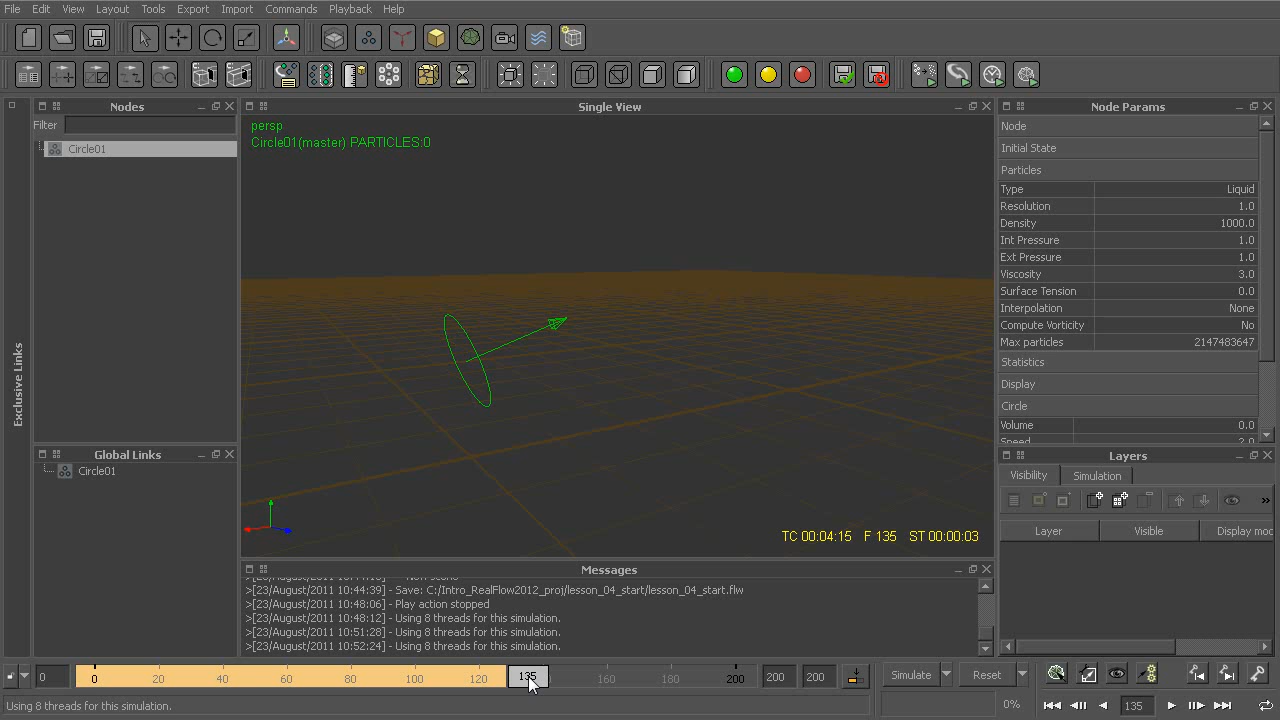 File Edit View Layout Tools Export Import Commands Playback Help
Nodes
Single View
Node Params
Filter
Circle01
persp
Circle01(master) PARTICLES:0
Node
Initial State
Particles
Type Liquid
Resolution 1.0
Density 1000.0
Int Pressure 1.0
Ext Pressure 1.0
Viscosity 3.0
Surface Tension 0.0
Interpolation None
Compute Vorticity No
Max particles 2147483647
Statistics
Display
Circle
Volume 0.0
Speed 2.0
Exclusive Links
Global Links
Circle01
TC 00:04:15 F 135 ST 00:00:03
Layers
Visibility Simulation
»
Layer Visible Display mod
Messages
>[23/August/2011 10:44:39] - Save: C:/Intro_RealFlow2012_proj/lesson_04_start/lesson_04_start.flw
>[23/August/2011 10:48:06] - Play action stopped
>[23/August/2011 10:48:12] - Using 8 threads for this simulation.
>[23/August/2011 10:51:28] - Using 8 threads for this simulation.
>[23/August/2011 10:52:24] - Using 8 threads for this simulation.
0 0 20 40 60 80 100 120 135 160 180 200 200 200
Simulate Reset
Using 8 threads for this simulation.
0% 135